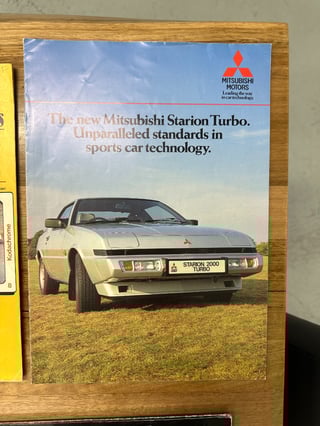 MITSUBISHI
MOTORS
Leading the way
in car technology.
The new Mitsubishi Starion Turbo.
Unparalleled standards in
sports car technology.
STARION 2000
TURBO
Kodachrome